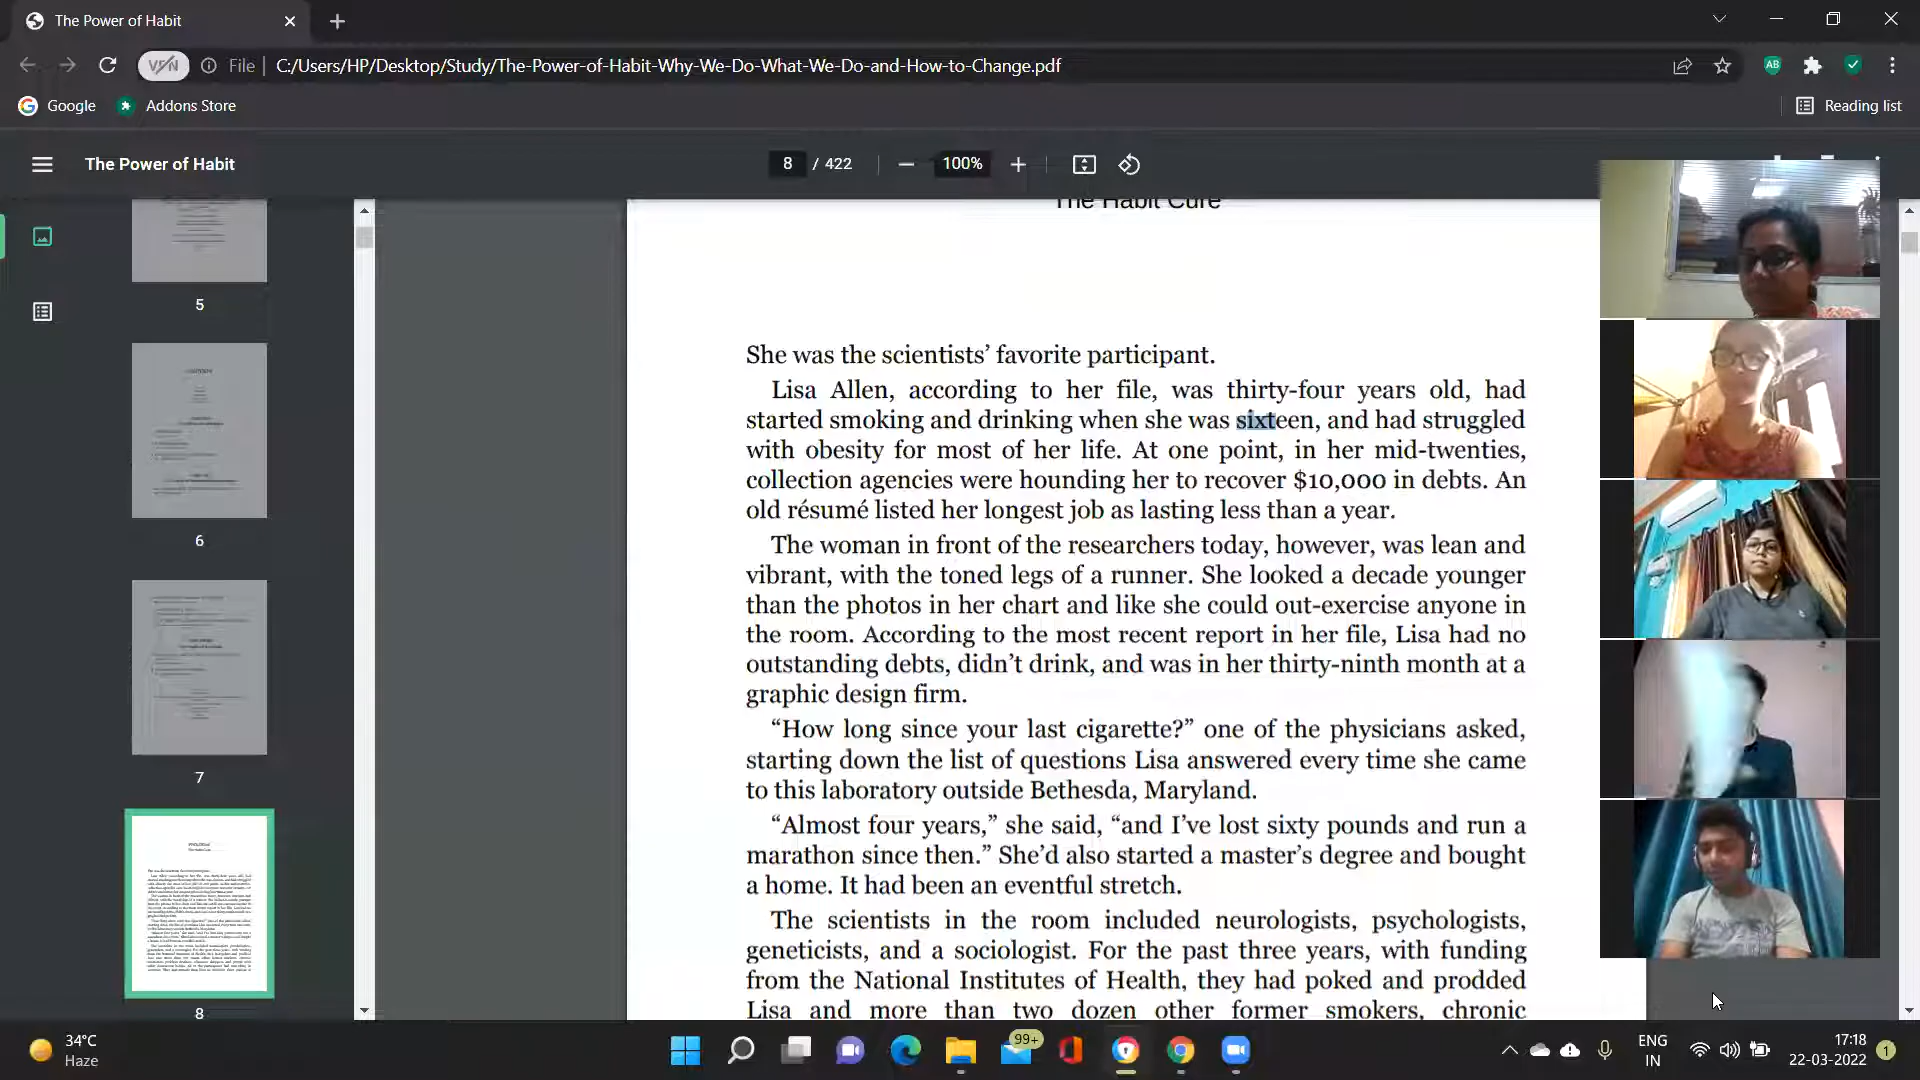 The Power of Habit
VPN
File
C:/Users/HP/Desktop/Study/The-Power-of-Habit-Why-We-Do-What-We-Do-and-How-to-Change.pdf
AB
Google
Addons Store
Reading list
The Power of Habit
8 / 422
100%
5
6
7
8
The Habit Cure
She was the scientists’ favorite participant.
Lisa Allen, according to her file, was thirty-four years old, had
started smoking and drinking when she was sixteen, and had struggled
with obesity for most of her life. At one point, in her mid-twenties,
collection agencies were hounding her to recover $10,000 in debts. An
old résumé listed her longest job as lasting less than a year.
The woman in front of the researchers today, however, was lean and
vibrant, with the toned legs of a runner. She looked a decade younger
than the photos in her chart and like she could out-exercise anyone in
the room. According to the most recent report in her file, Lisa had no
outstanding debts, didn’t drink, and was in her thirty-ninth month at a
graphic design firm.
“How long since your last cigarette?” one of the physicians asked,
starting down the list of questions Lisa answered every time she came
to this laboratory outside Bethesda, Maryland.
“Almost four years,” she said, “and I’ve lost sixty pounds and run a
marathon since then.” She’d also started a master’s degree and bought
a home. It had been an eventful stretch.
The scientists in the room included neurologists, psychologists,
geneticists, and a sociologist. For the past three years, with funding
from the National Institutes of Health, they had poked and prodded
Lisa and more than two dozen other former smokers, chronic
34°C
Haze
99+
ENG
IN
17:18
22-03-2022
1